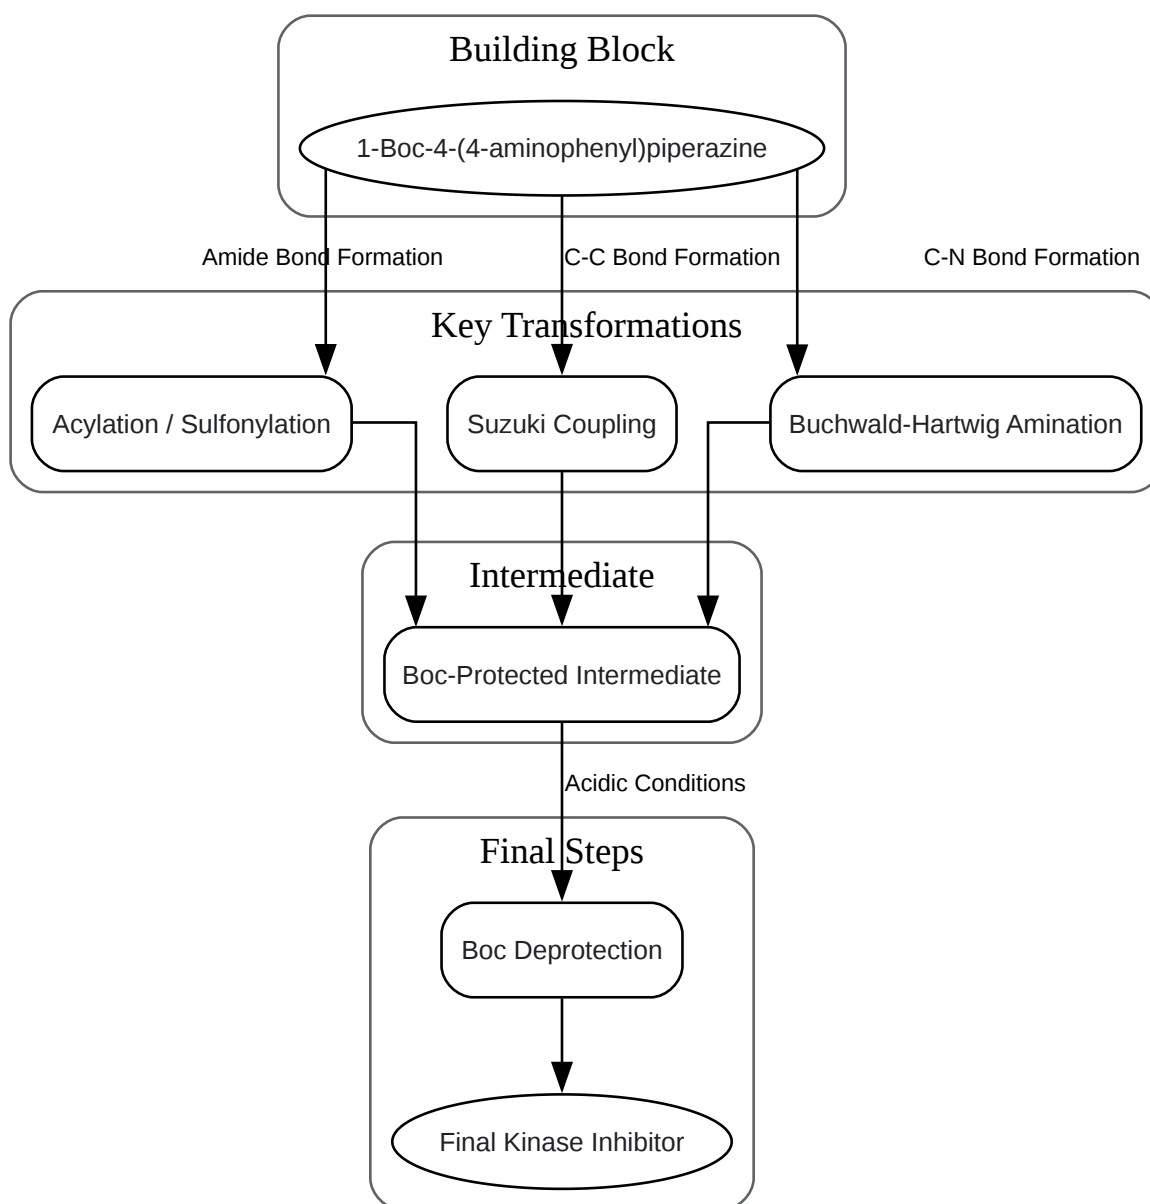 Building Block
1-Boc-4-(4-aminophenyl)piperazine
Amide Bond Formation
C-C Bond Formation
C-N Bond Formation
Key Transformations
Acylation / Sulfonylation
Suzuki Coupling
Buchwald-Hartwig Amination
Intermediate
Boc-Protected Intermediate
Acidic Conditions
Final Steps
Boc Deprotection
Final Kinase Inhibitor